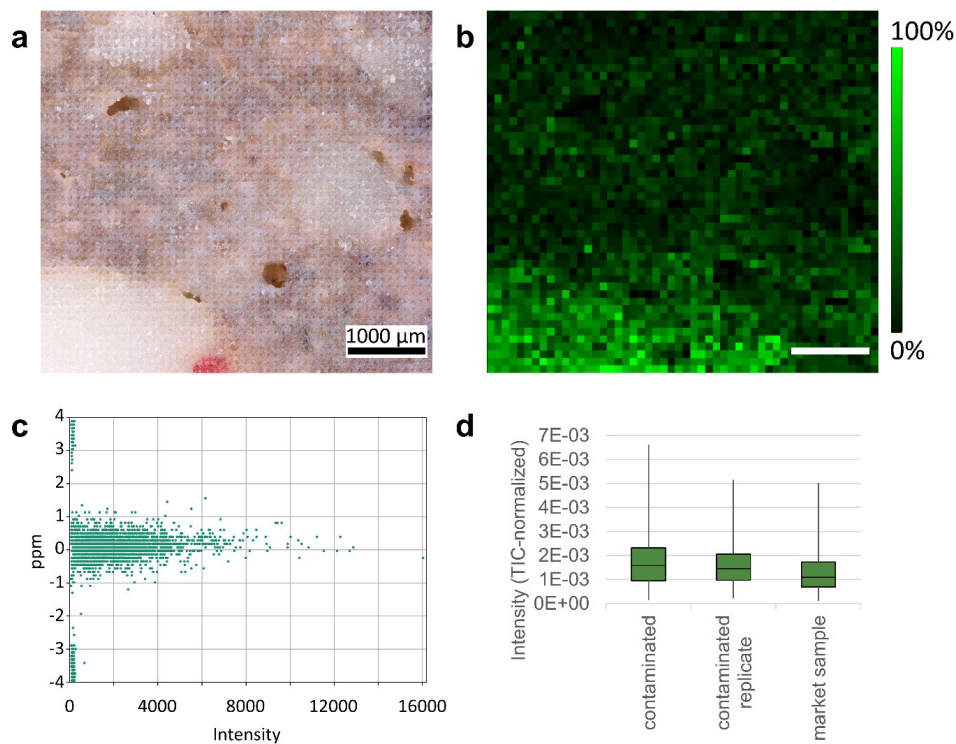 a
1000 µm
b
100%
0%
c
4
3
2
1
0
-1
-2
-3
-4
ppm
0
4000
8000
12000
16000
Intensity
d
Intensity (TIC-normalized)
7E-03
6E-03
5E-03
4E-03
3E-03
2E-03
1E-03
0E+00
contaminated
contaminated
replicate
market sample